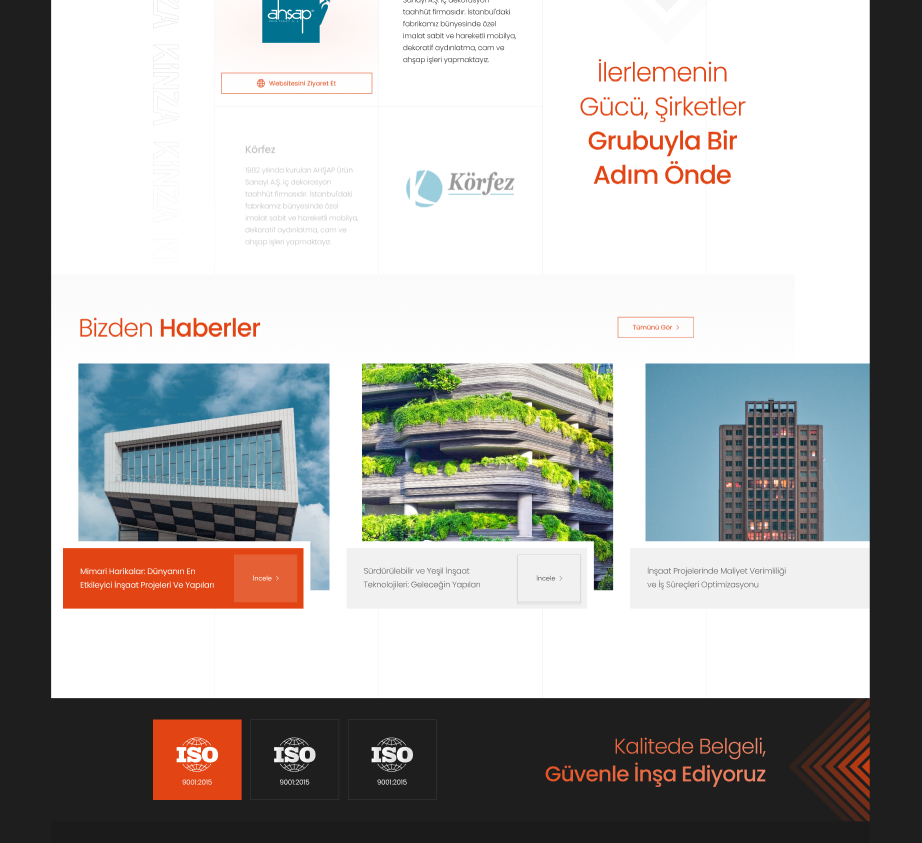 KINZA KINZA
ahşap
Sanayi A.Ş. iç dekorasyon
taahhüt firmasıdır. İstanbul'daki
fabrikamız bünyesinde özel
imalat sabit ve hareketli mobilya,
dekoratif aydınlatma, cam ve
ahşap işleri yapmaktayız.
Websitesini Ziyaret Et
İlerlemenin
Gücü, Şirketler
Grubuyla Bir
Adım Önde
Körfez
1982 yılında kurulan AHŞAP Ürün
Sanayi A.Ş. iç dekorasyon
taahhüt firmasıdır. İstanbul'daki
fabrikamız bünyesinde özel
imalat sabit ve hareketli mobilya,
dekoratif aydınlatma, cam ve
ahşap işleri yapmaktayız.
Körfez
Bizden Haberler
Tümünü Gör
Mimari Harikalar: Dünyanın En
Etkileyici İnşaat Projeleri Ve Yapıları
İncele
Sürdürülebilir ve Yeşil İnşaat
Teknolojileri: Geleceğin Yapıları
İncele
İnşaat Projelerinde Maliyet Verimliliği
ve İş Süreçleri Optimizasyonu
ISO
9001:2015
ISO
9001:2015
ISO
9001:2015
Kalitede Belgeli,
Güvenle İnşa Ediyoruz